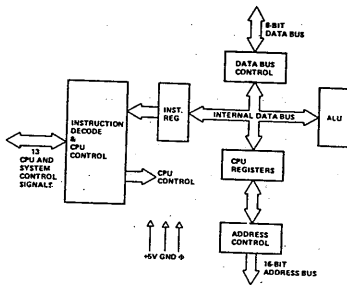 8-BIT
DATA BUS
DATA BUS
CONTROL
INSTRUCTION
DECODE
&
CPU
CONTROL
INST.
REG
INTERNAL DATA BUS
ALU
13
CPU AND
SYSTEM
CONTROL
SIGNALS
CPU
CONTROL
CPU
REGISTERS
ADDRESS
CONTROL
+5V GND Φ
16-BIT
ADDRESS BUS